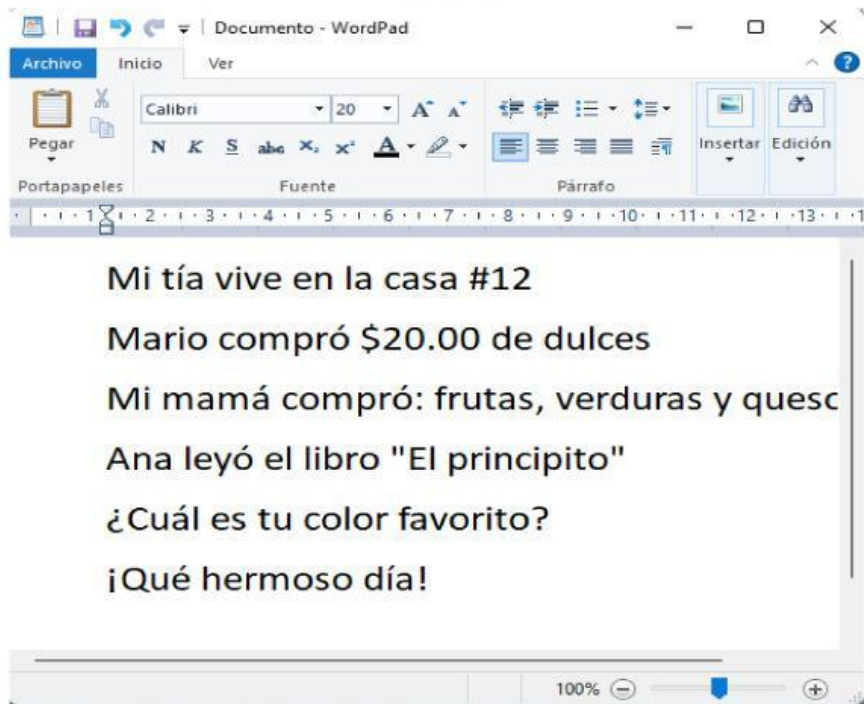 Documento - WordPad
Archivo Inicio Ver
Pegar
Calibri 20 A A
N K S abc X₂ X² A
Insertar Edición
Portapapeles Fuente Párrafo
1 2 3 4 5 6 7 8 9 10 11 12 13
Mi tía vive en la casa #12
Mario compró $20.00 de dulces
Mi mamá compró: frutas, verduras y
Ana leyó el libro "El principito"
¿Cuál es tu color favorito?
¡Qué hermoso día!
100%